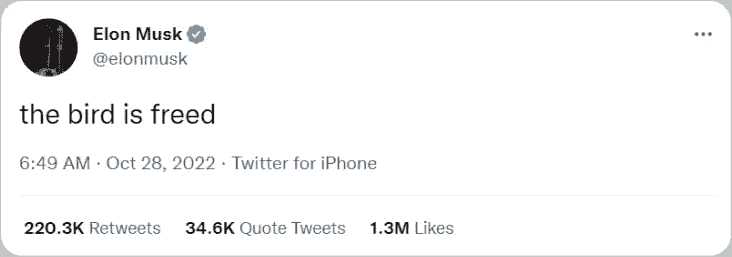 Elon Musk
@elonmusk
the bird is freed
6:49 AM · Oct 28, 2022 · Twitter for iPhone
220.3K Retweets 34.6K Quote Tweets 1.3M Likes